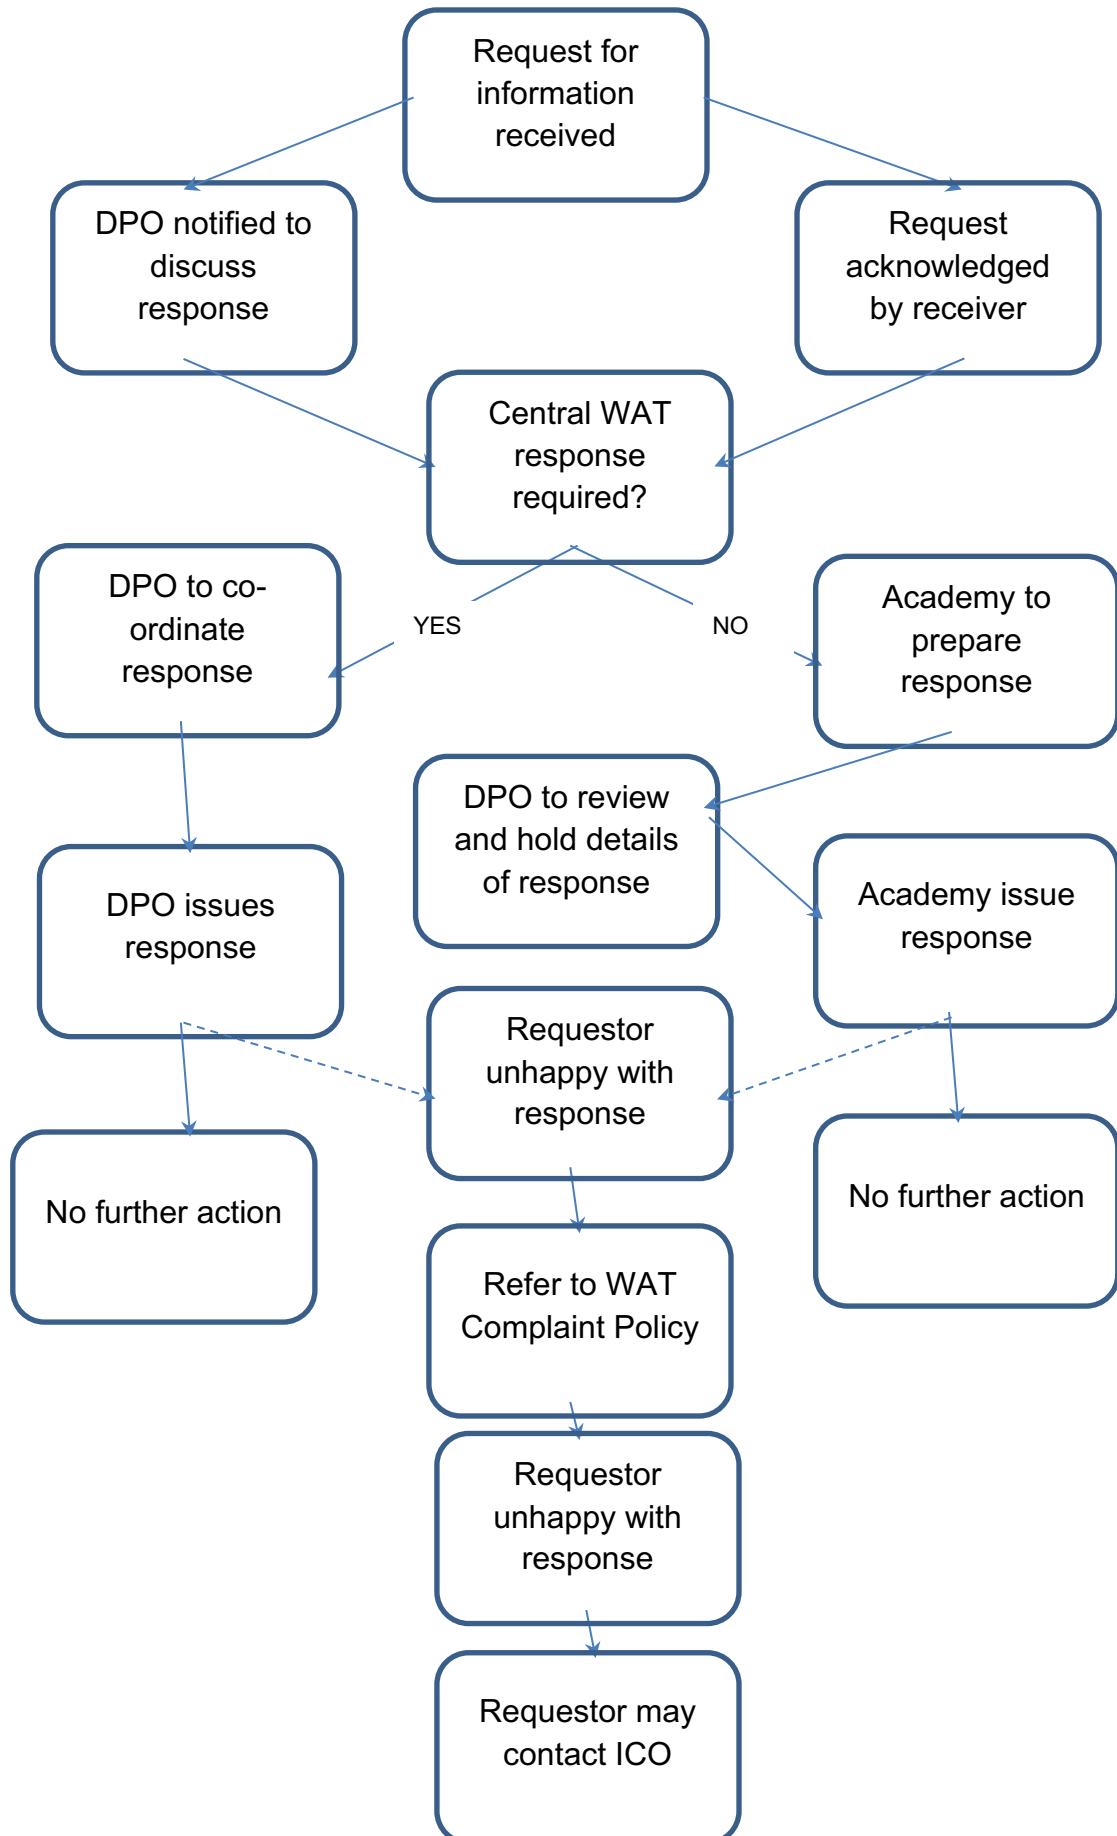 Request for
information
received
DPO notified to
discuss
response
Request
acknowledged
by receiver
Central WAT
response
required?
DPO to co-
ordinate
response
YES
NO
Academy to
prepare
response
DPO to review
and hold details
of response
DPO issues
response
Academy issue
response
Requestor
unhappy with
response
No further action
No further action
Refer to WAT
Complaint Policy
Requestor
unhappy with
response
Requestor may
contact ICO